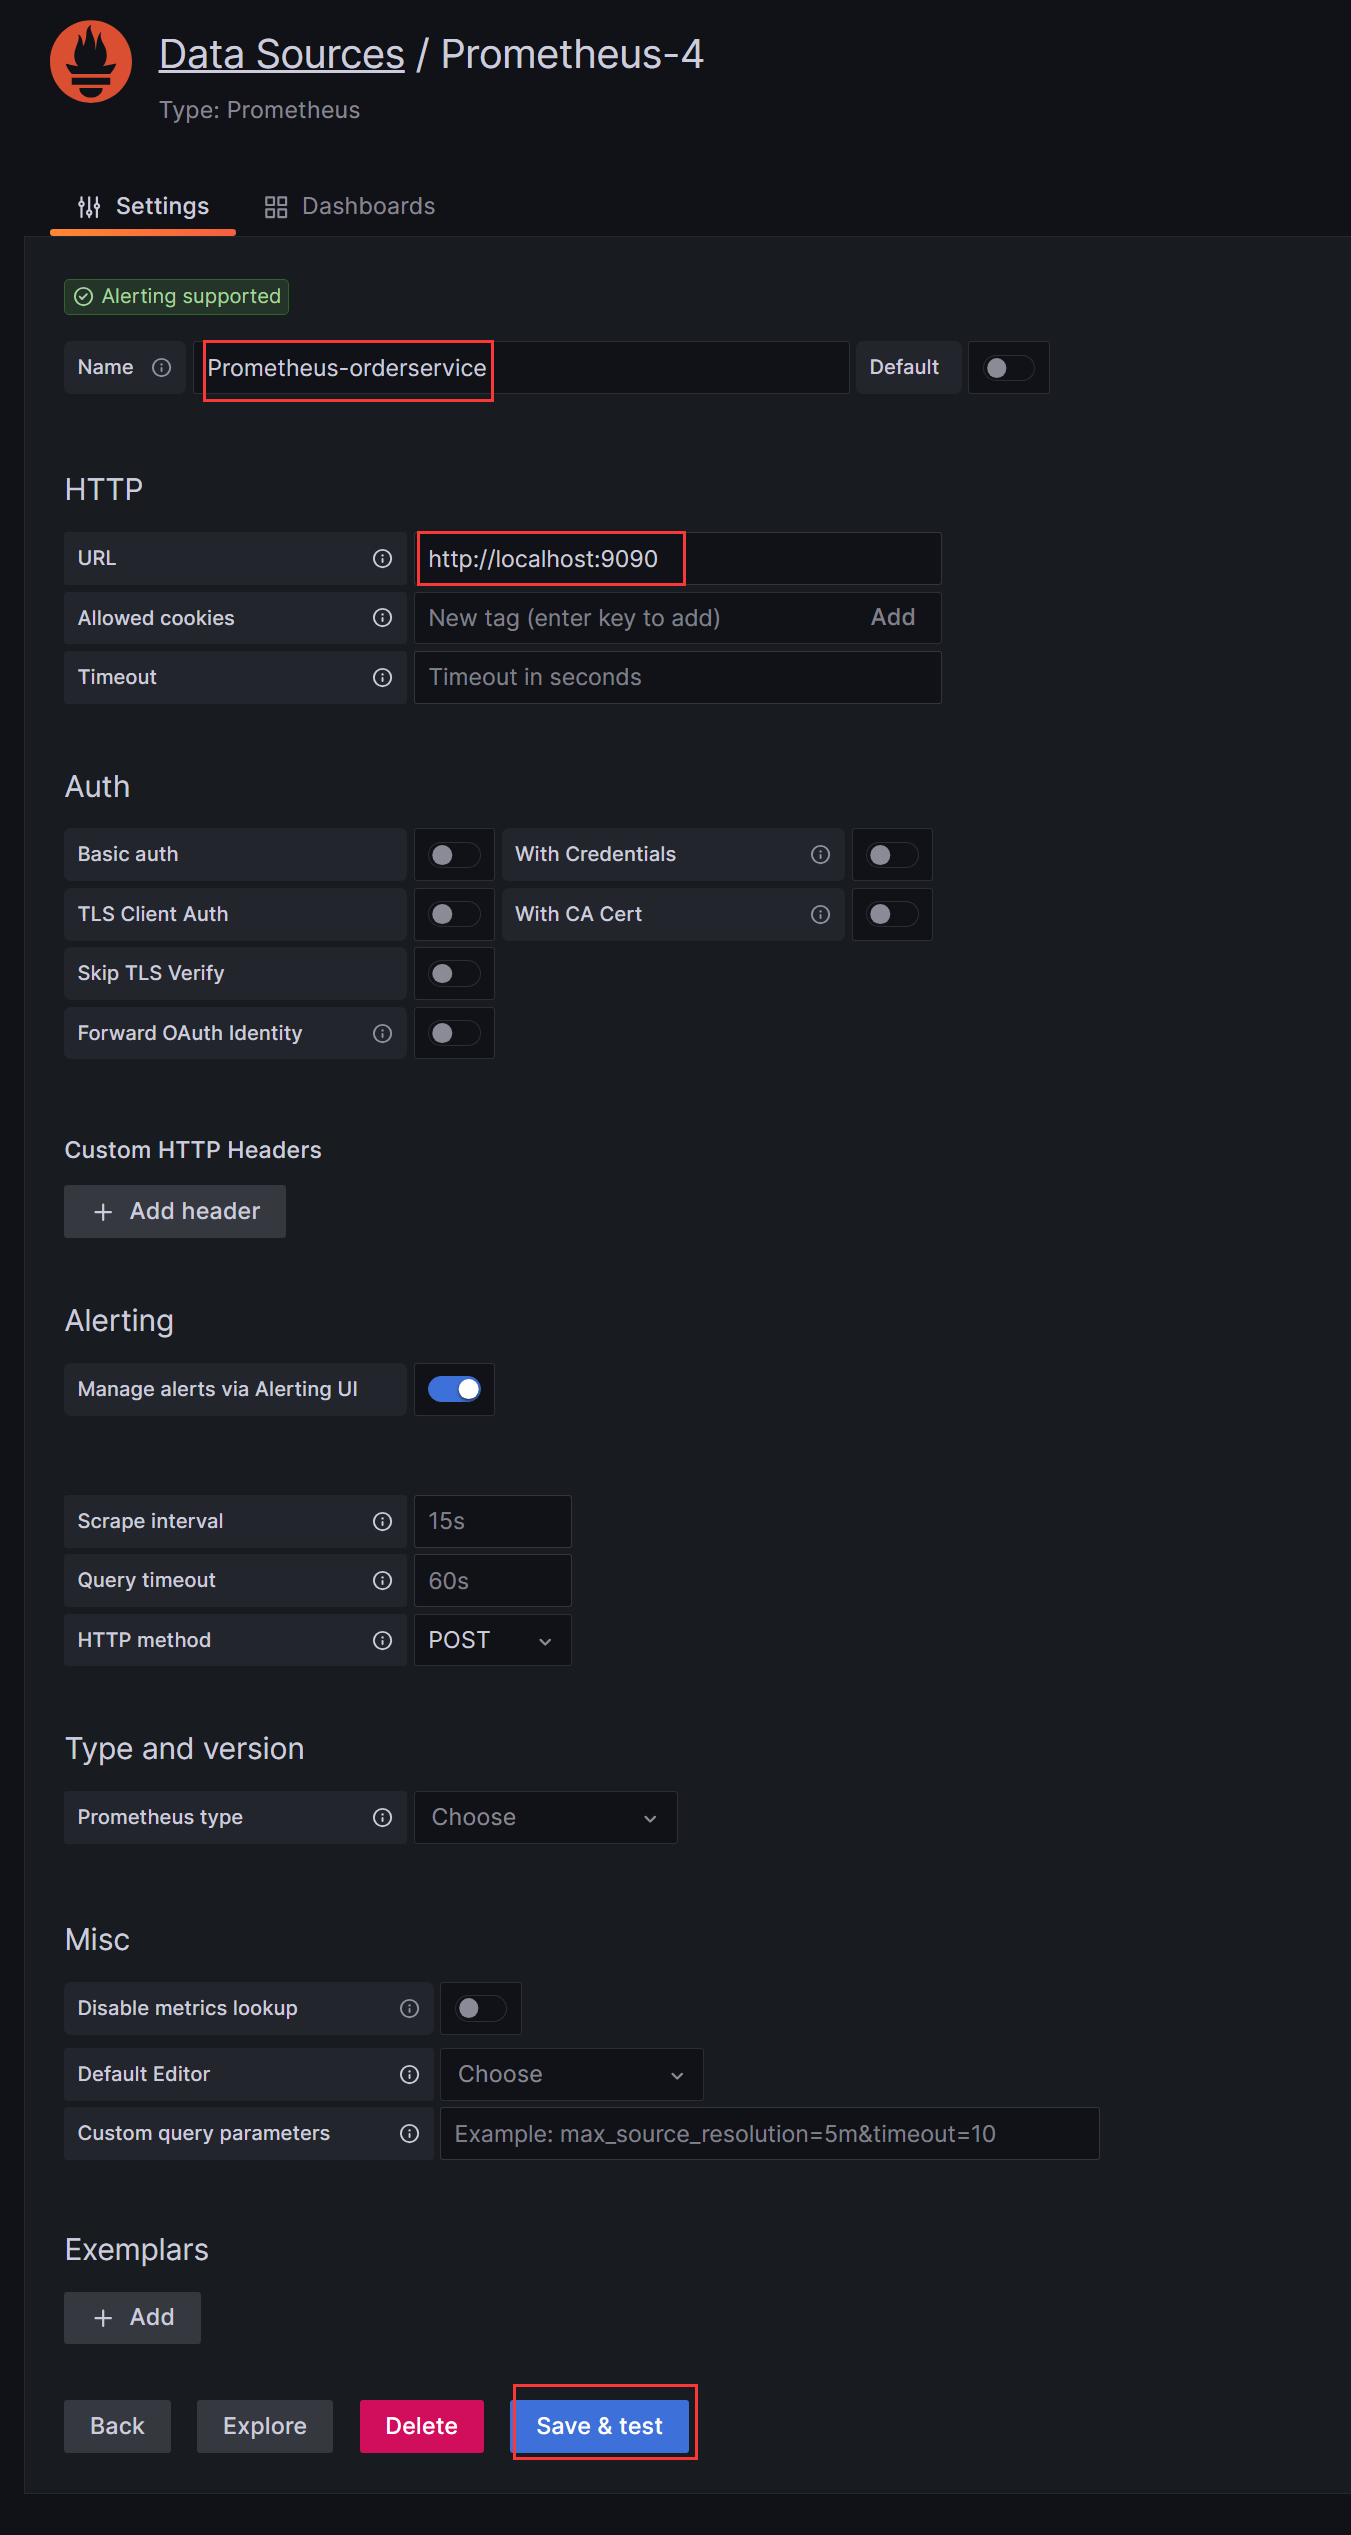 Data Sources / Prometheus-4
Type: Prometheus
Settings Dashboards
Alerting supported
Name Prometheus-orderservice Default
HTTP
URL http://localhost:9090
Allowed cookies New tag (enter key to add) Add
Timeout Timeout in seconds
Auth
Basic auth With Credentials
TLS Client Auth With CA Cert
Skip TLS Verify
Forward OAuth Identity
Custom HTTP Headers
+ Add header
Alerting
Manage alerts via Alerting UI
Scrape interval 15s
Query timeout 60s
HTTP method POST
Type and version
Prometheus type Choose
Misc
Disable metrics lookup
Default Editor Choose
Custom query parameters Example: max_source_resolution=5m&timeout=10
Exemplars
+ Add
Back Explore Delete Save & test